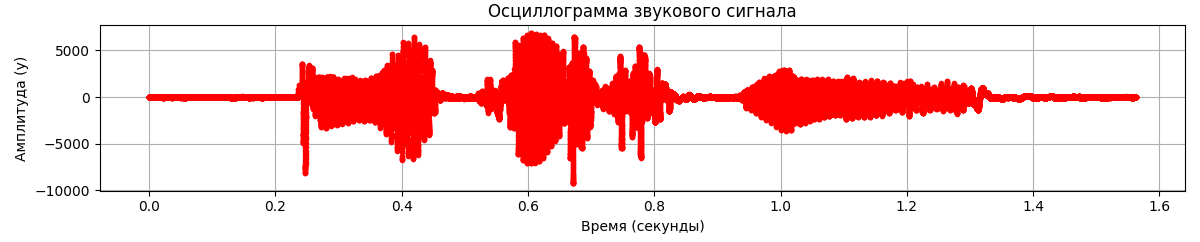 Осциллограмма звукового сигнала
Амплитуда (y)
5000
0
−5000
−10000
0.0 0.2 0.4 0.6 0.8 1.0 1.2 1.4 1.6
Время (секунды)